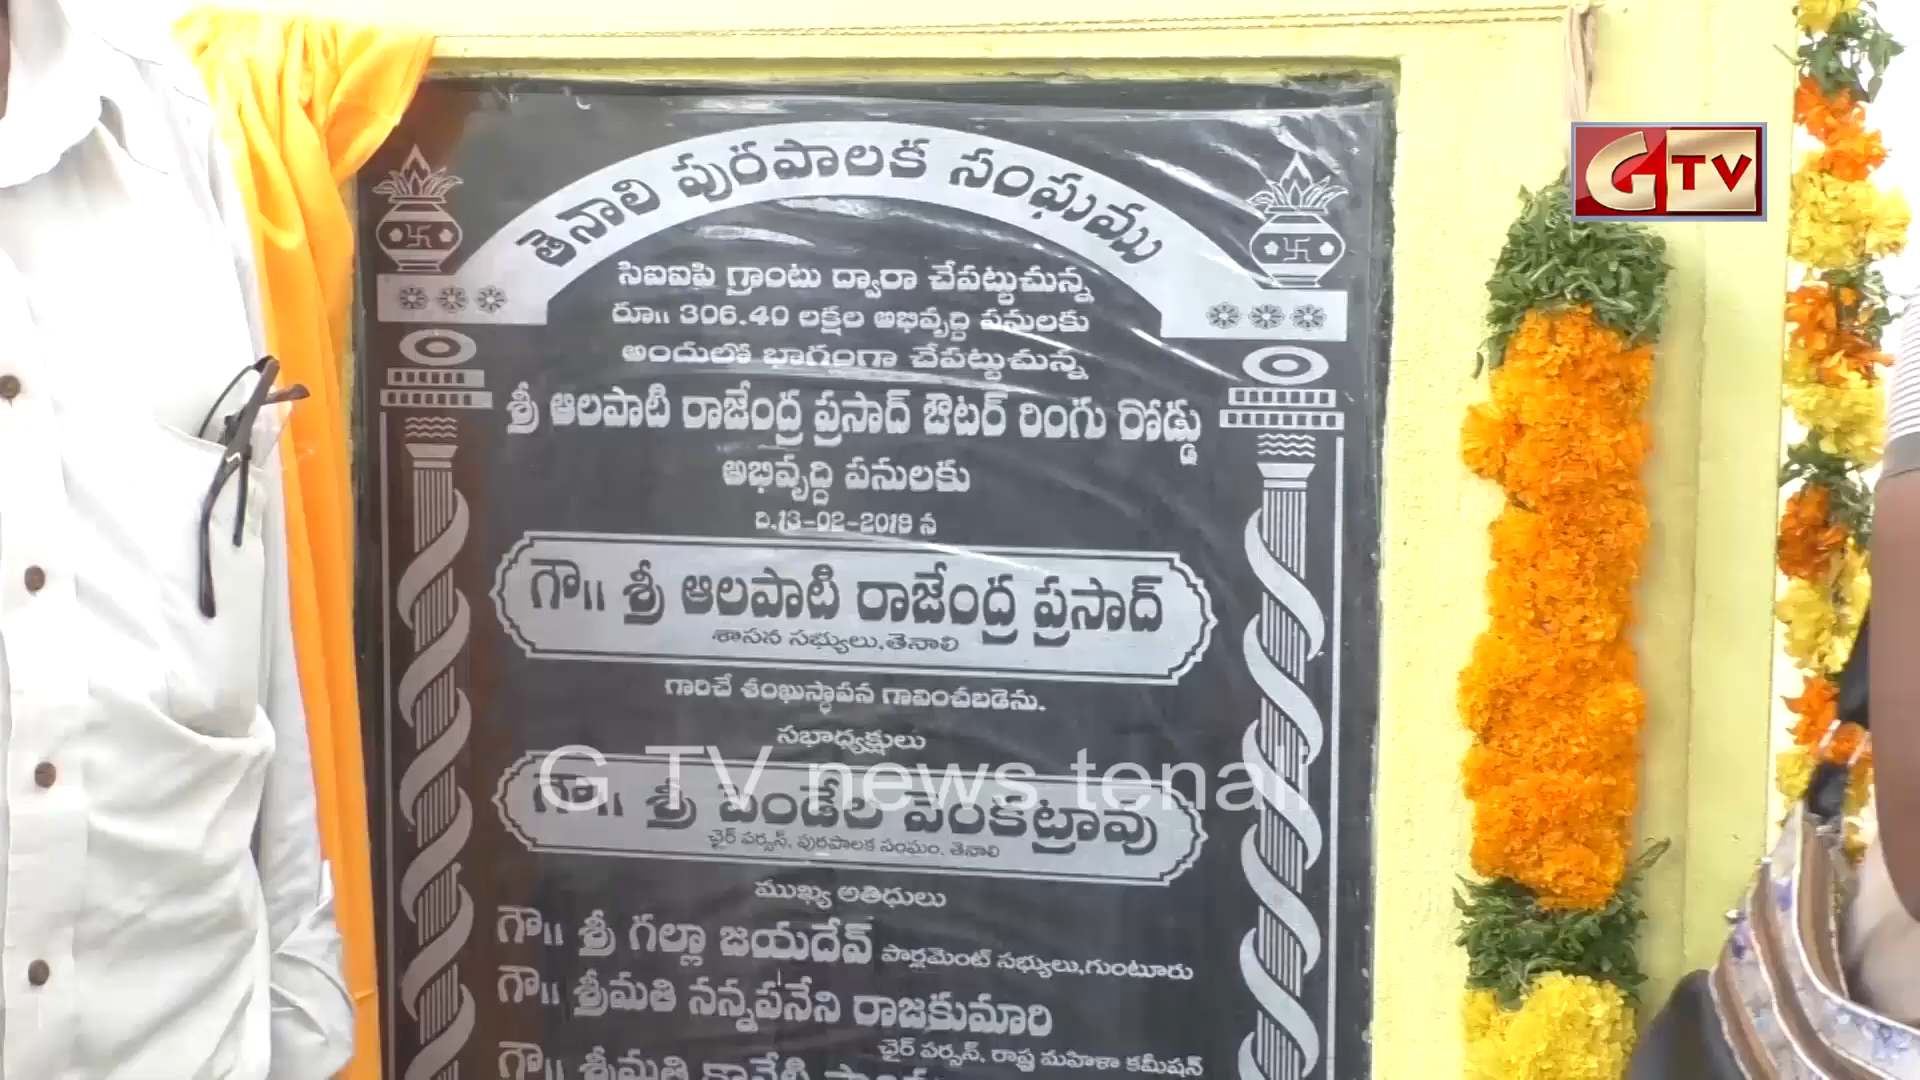 తెనాలి పురపాలక సంఘము
GTV
సిఐఐపి గ్రాంటు ద్వారా చేపట్టుచున్న
రూ॥ 306.40 లక్షల అభివృద్ధి పనులకు
అందులో భాగంగా చేపట్టుచున్న
శ్రీ ఆలపాటి రాజేంద్ర ప్రసాద్ ఔటర్ రింగు రోడ్డు
అభివృద్ధి పనులకు
ది.13-02-2019 న
గౌ॥ శ్రీ ఆలపాటి రాజేంద్ర ప్రసాద్
శాసన సభ్యులు,తెనాలి
గారిచే శంఖుస్థాపన గావించబడెను.
సభాధ్యక్షులు
G TV news tenali
గౌ॥ శ్రీ పెండేల వెంకట్రావు
ఛైర్ పర్సన్, పురపాలక సంఘం, తెనాలి
ముఖ్య అతిధులు
గౌ॥ శ్రీ గల్లా జయదేవ్ పార్లమెంట్ సభ్యులు,గుంటూరు
గౌ॥ శ్రీమతి నన్నపనేని రాజకుమారి
ఛైర్ పర్సన్, రాష్ట్ర మహిళా కమీషన్
గౌ॥ శ్రీమతి